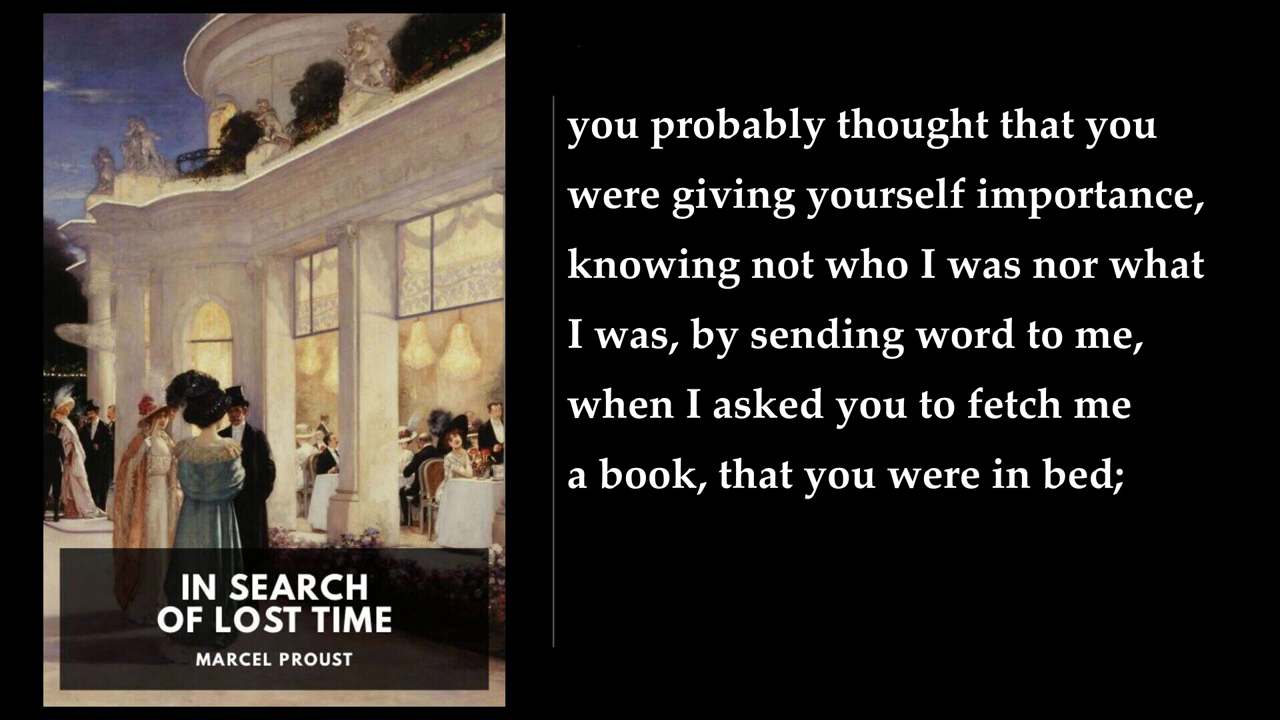 you probably thought that you
were giving yourself importance,
knowing not who I was nor what
I was, by sending word to me,
when I asked you to fetch me
a book, that you were in bed;
IN SEARCH
OF LOST TIME
MARCEL PROUST